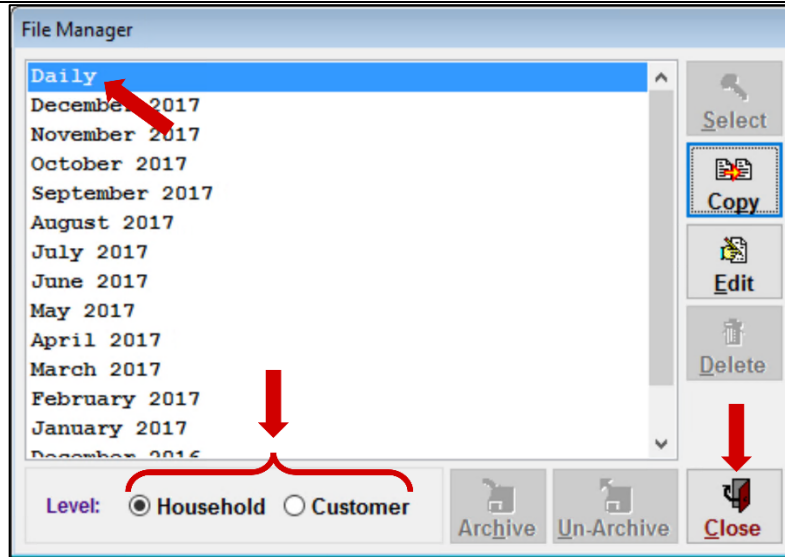 File Manager
Daily
December 2017
November 2017
October 2017
September 2017
August 2017
July 2017
June 2017
May 2017
April 2017
March 2017
February 2017
January 2017
December 2016
Select
Copy
Edit
Delete
Level: Household Customer
Archive Un-Archive Close